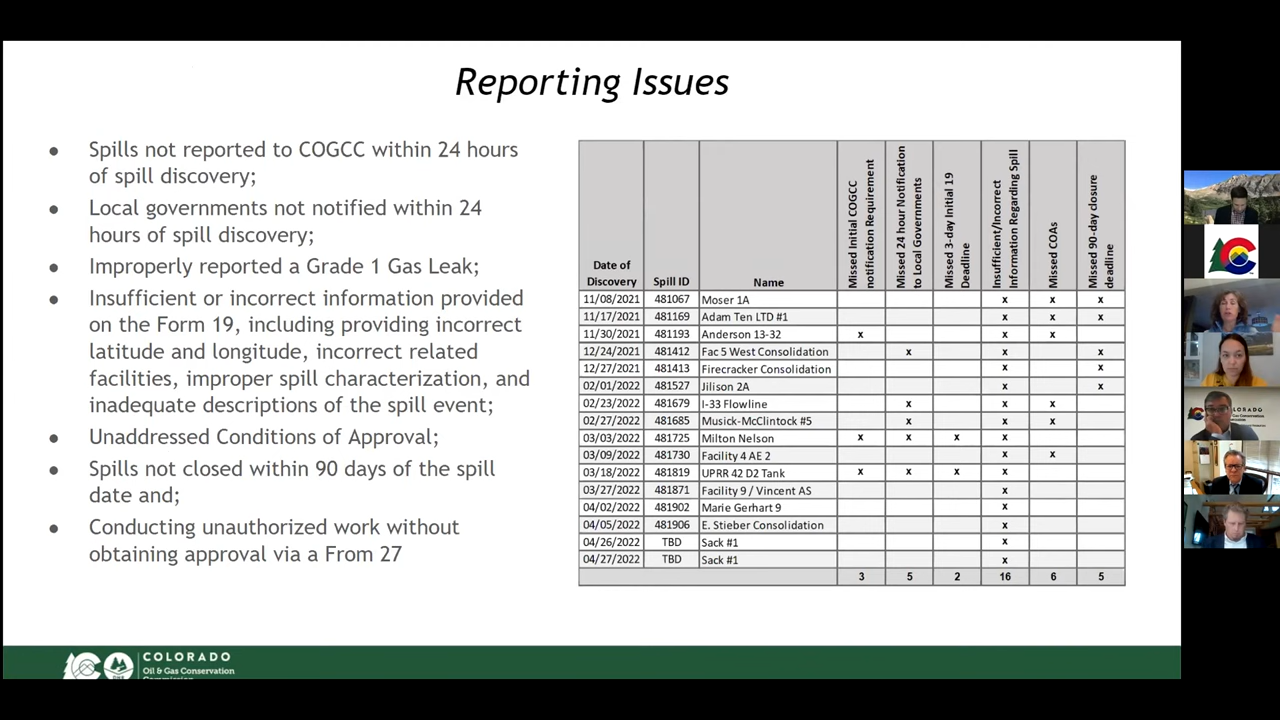 Reporting Issues
● Spills not reported to COGCC within 24 hours
of spill discovery;
● Local governments not notified within 24
hours of spill discovery;
● Improperly reported a Grade 1 Gas Leak;
● Insufficient or incorrect information provided
on the Form 19, including providing incorrect
latitude and longitude, incorrect related
facilities, improper spill characterization, and
inadequate descriptions of the spill event;
● Unaddressed Conditions of Approval;
● Spills not closed within 90 days of the spill
date and;
● Conducting unauthorized work without
obtaining approval via a From 27
Date of
Discovery
Spill ID
Name
Missed Initial COGCC
notification Requirement
Missed 24 hour Notification
to Local Governments
Missed 3-day Initial 19
Deadline
Insufficient/Incorrect
Information Regarding Spill
Missed COAs
Missed 90-day closure
deadline
11/08/2021 481067 Moser 1A x x x
11/17/2021 481169 Adam Ten LTD #1 x x x
11/30/2021 481193 Anderson 13-32 x x x
12/24/2021 481412 Fac 5 West Consolidation x x x
12/27/2021 481413 Firecracker Consolidation x x
02/01/2022 481527 Jilison 2A x x
02/23/2022 481679 I-33 Flowline x x x
02/27/2022 481685 Musick-McClintock #5 x x x
03/03/2022 481725 Milton Nelson x x x x
03/09/2022 481730 Facility 4 AE 2 x x
03/18/2022 481819 UPRR 42 D2 Tank x x x x
03/27/2022 481871 Facility 9 / Vincent AS x
04/02/2022 481902 Marie Gerhart 9 x
04/05/2022 481906 E. Stieber Consolidation x
04/26/2022 TBD Sack #1 x
04/27/2022 TBD Sack #1 x
3 5 2 16 6 5
COLORADO
Oil & Gas Conservation
Commission
COLORADO